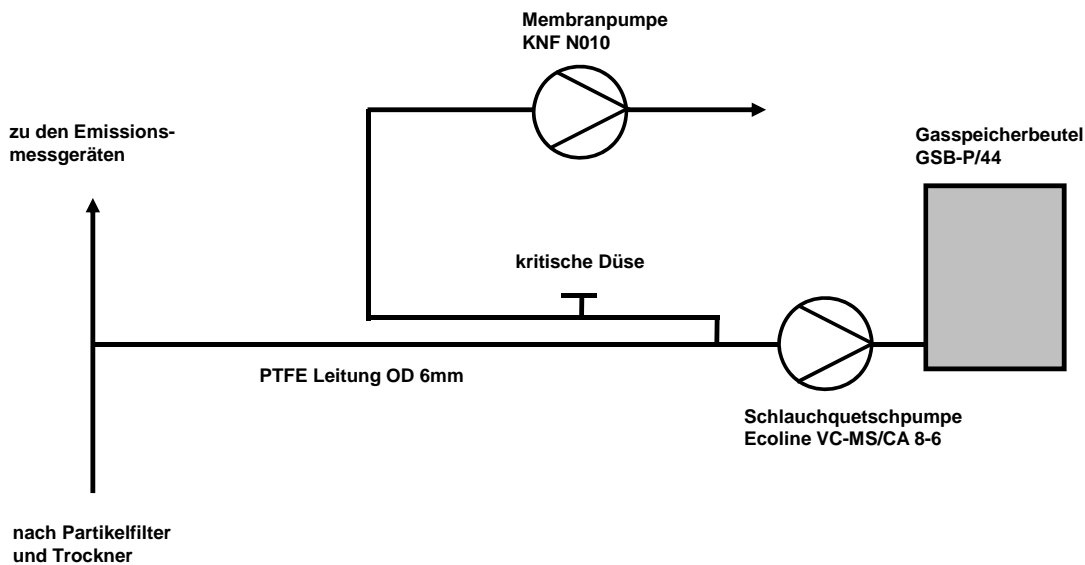 Membranpumpe
KNF N010
zu den Emissions-
messgeräten
Gasspeicherbeutel
GSB-P/44
kritische Düse
PTFE Leitung OD 6mm
Schlauchquetschpumpe
Ecoline VC-MS/CA 8-6
nach Partikelfilter
und Trockner